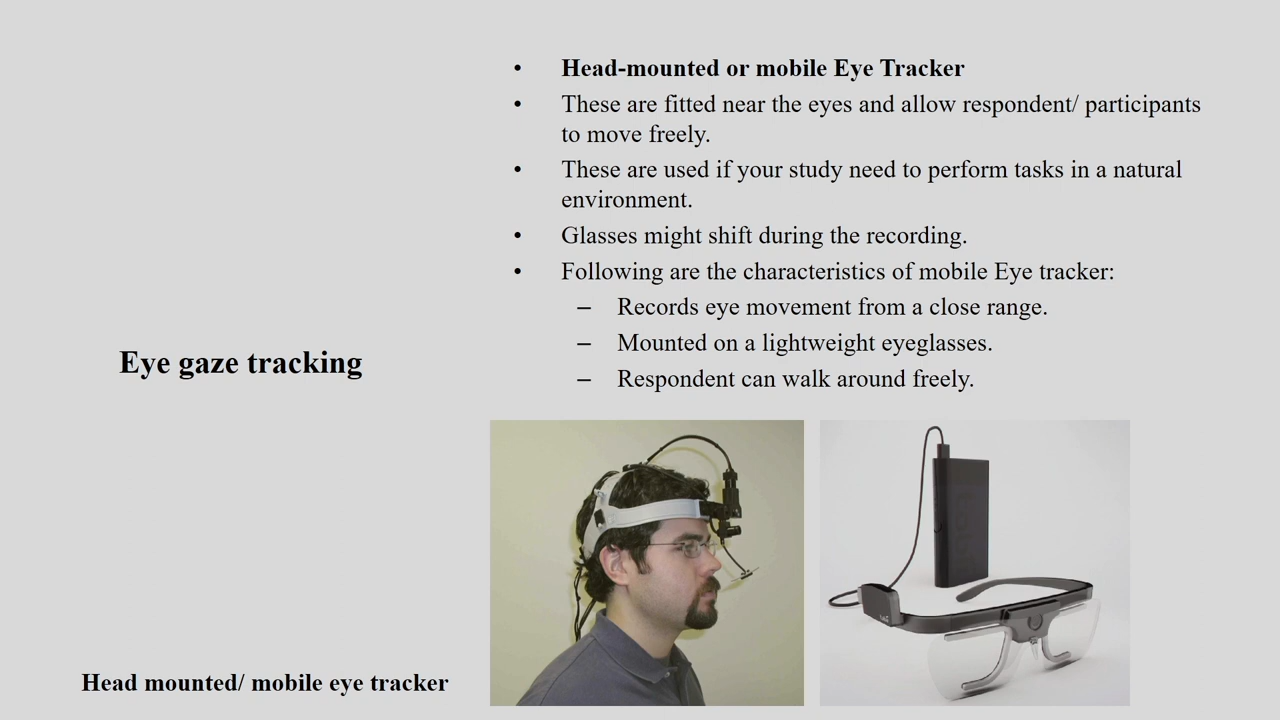 • Head-mounted or mobile Eye Tracker
• These are fitted near the eyes and allow respondent/ participants
to move freely.
• These are used if your study need to perform tasks in a natural
environment.
• Glasses might shift during the recording.
• Following are the characteristics of mobile Eye tracker:
– Records eye movement from a close range.
– Mounted on a lightweight eyeglasses.
– Respondent can walk around freely.
Eye gaze tracking
Head mounted/ mobile eye tracker